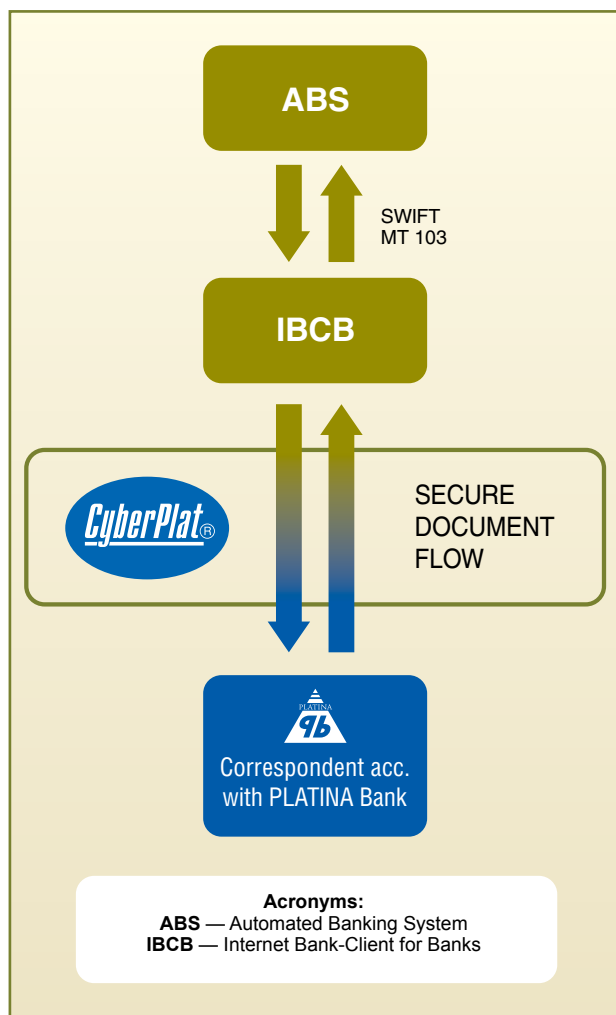 ABS
SWIFT
MT 103
IBCB
CyberPlat®
SECURE
DOCUMENT
FLOW
PLATINA
pb
Correspondent acc.
with PLATINA Bank
Acronyms:
ABS — Automated Banking System
IBCB — Internet Bank-Client for Banks